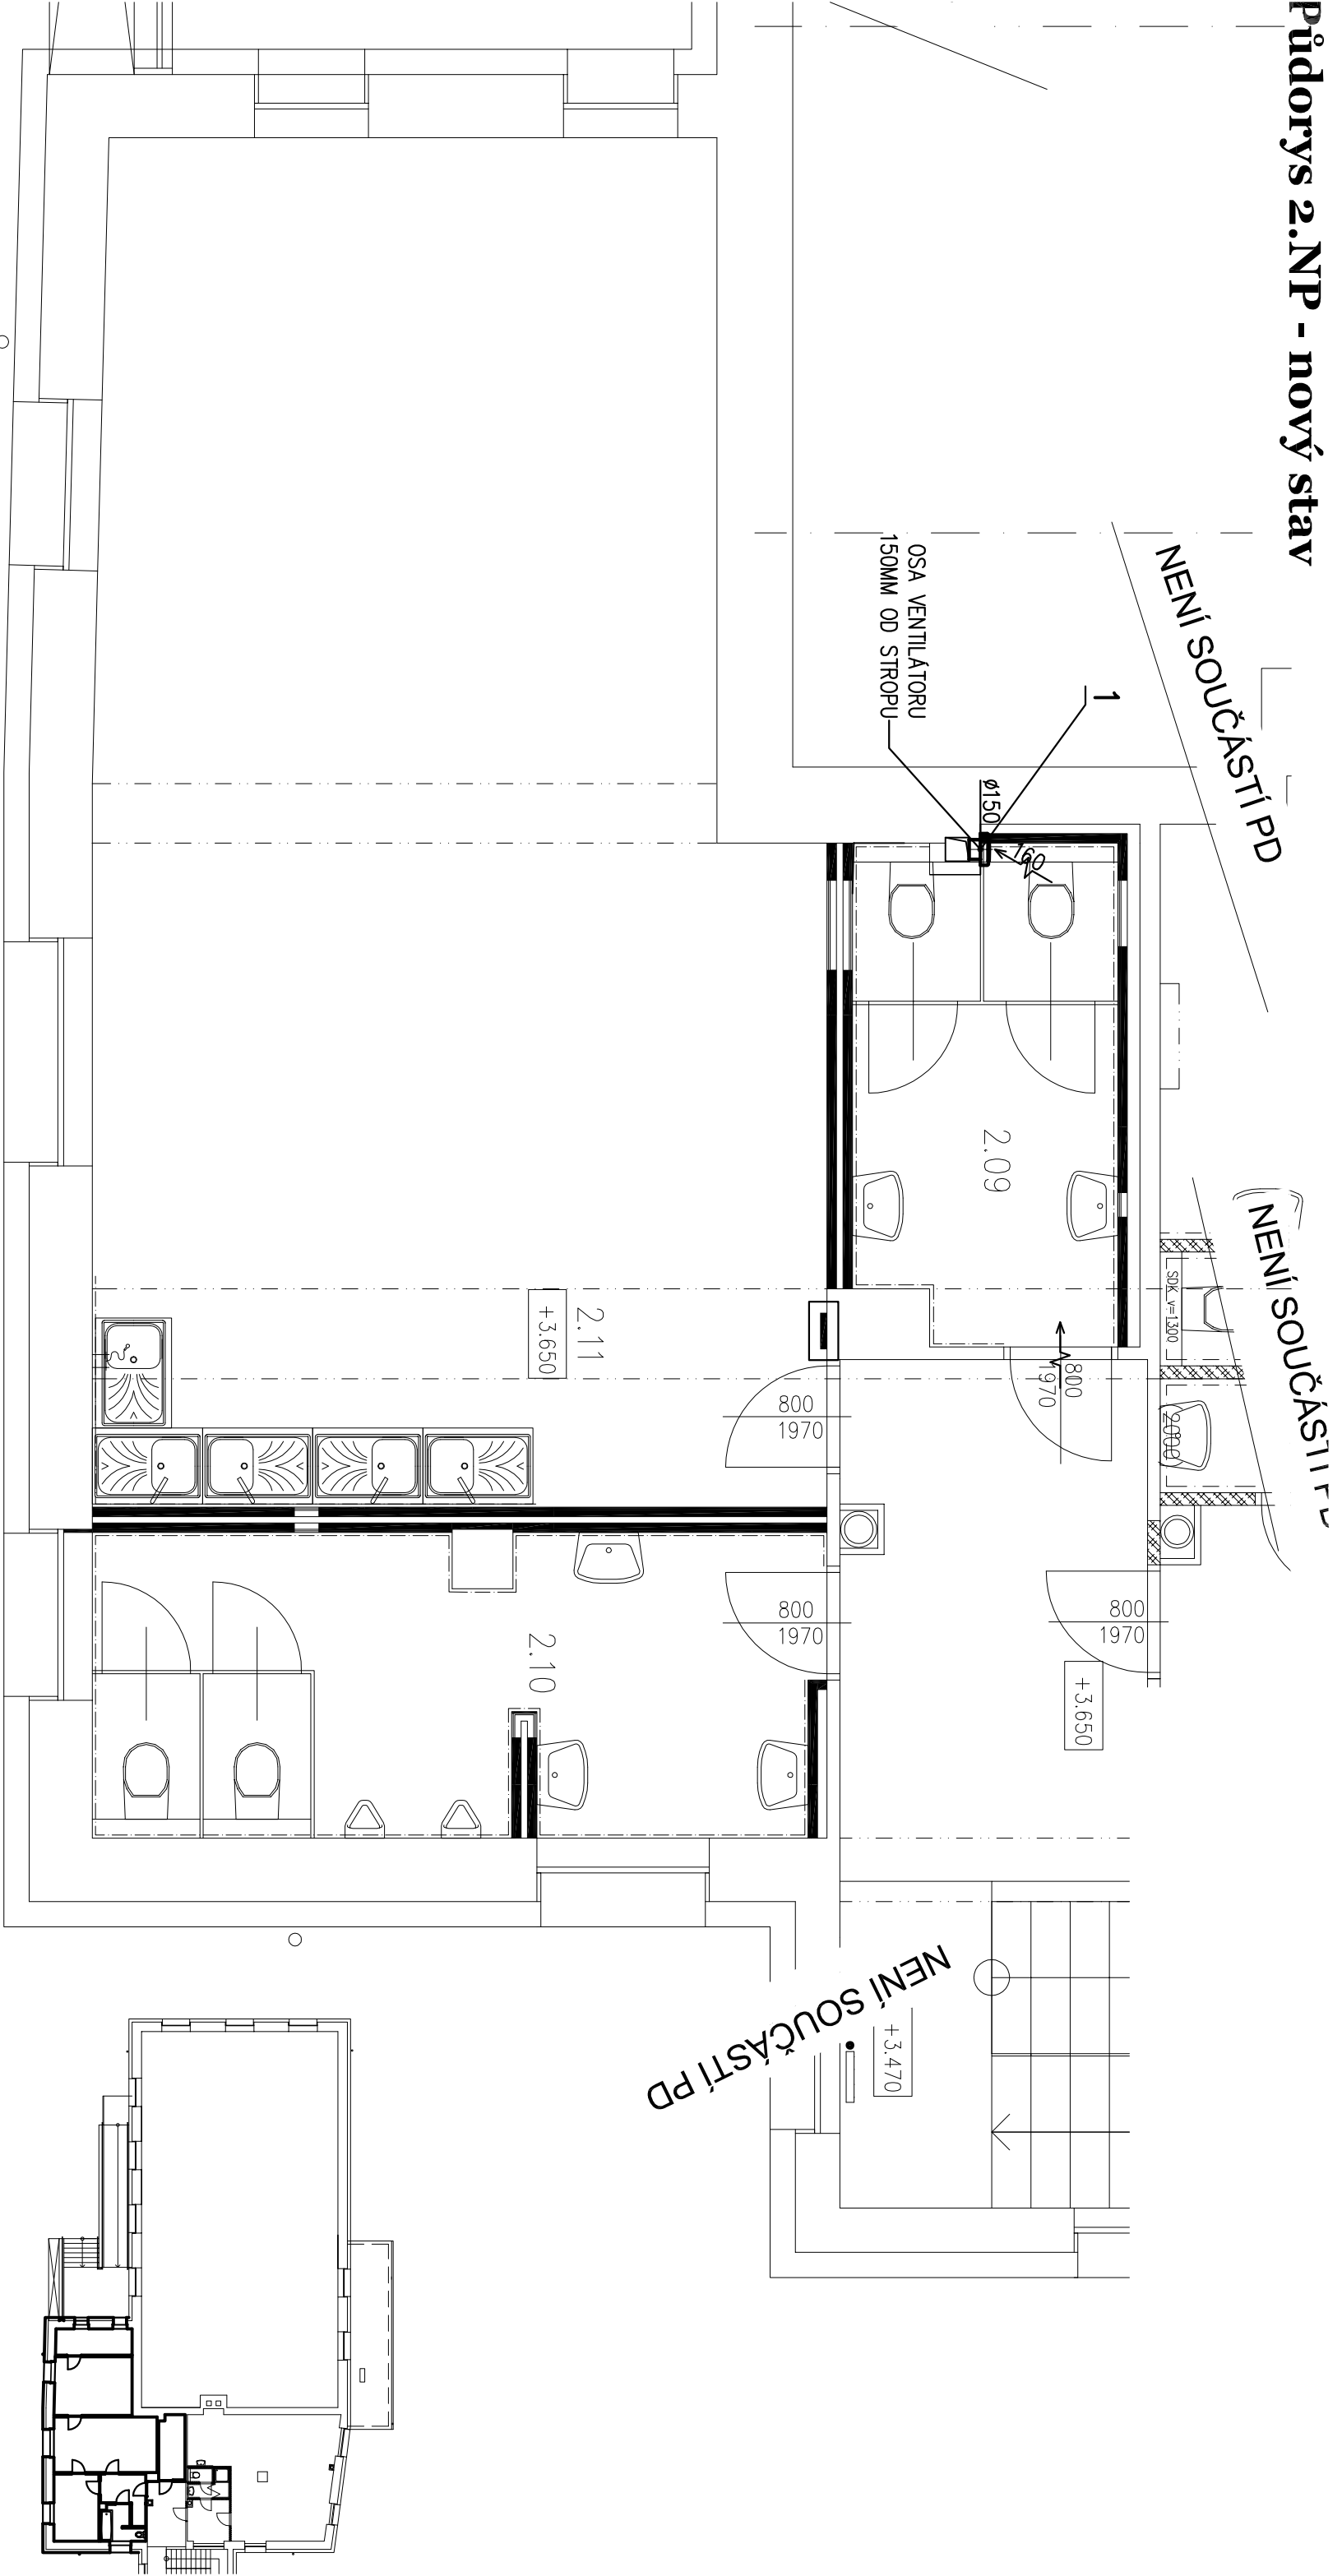 Půdorys 2.NP - nový stav
NENÍ SOUČÁSTÍ PD
1
OSA VENTILÁTORU
150MM OD STROPU
Ø150
160
2.09
NENÍ SOUČÁSTÍ PD
SDK v=1300
2.11
+3.650
800
1970
800
1970
800
1970
800
1970
2.10
+3.650
NENÍ SOUČÁSTÍ PD
+3.470